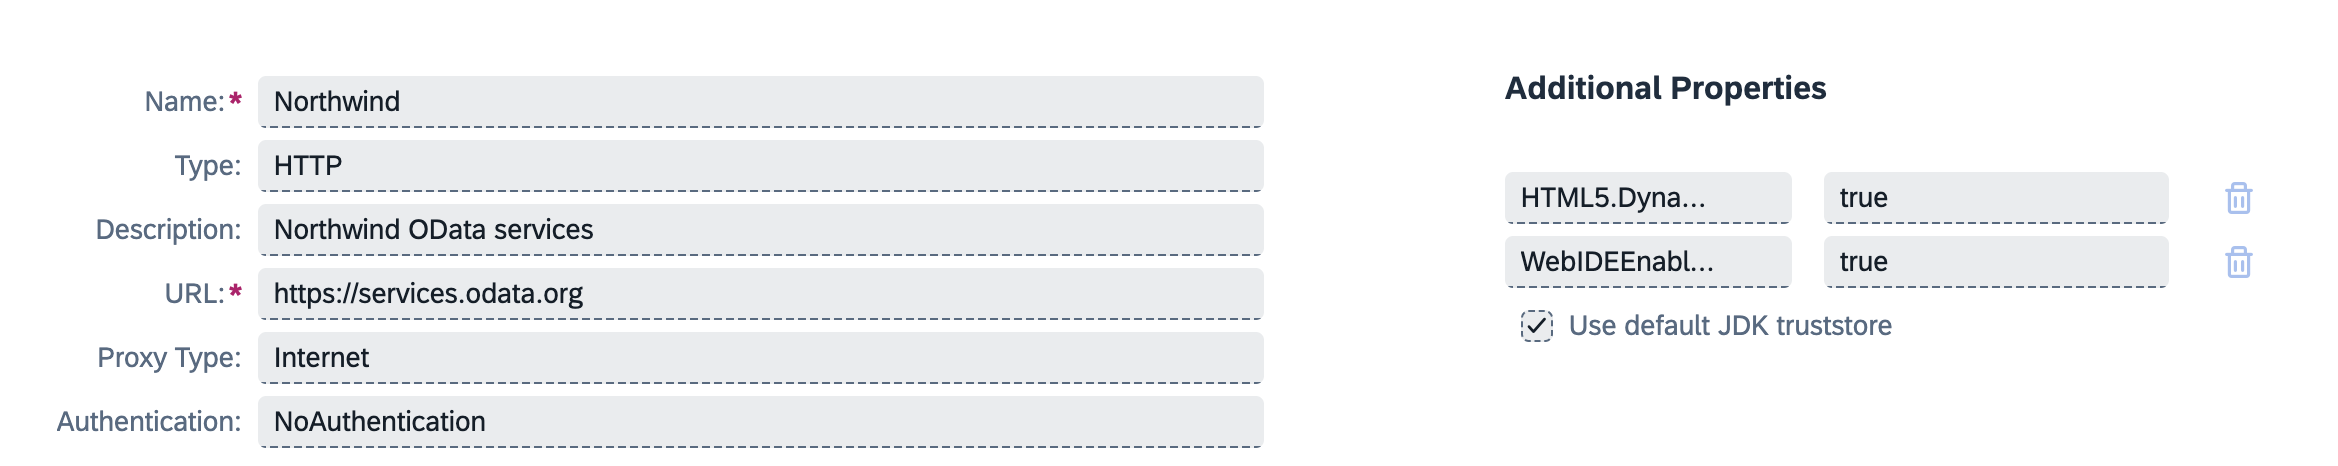 Name:* Northwind
Type: HTTP
Description: Northwind OData services
URL:* https://services.odata.org
Proxy Type: Internet
Authentication: NoAuthentication
Additional Properties
HTML5.Dyna... true
WebIDEEnabl... true
Use default JDK truststore